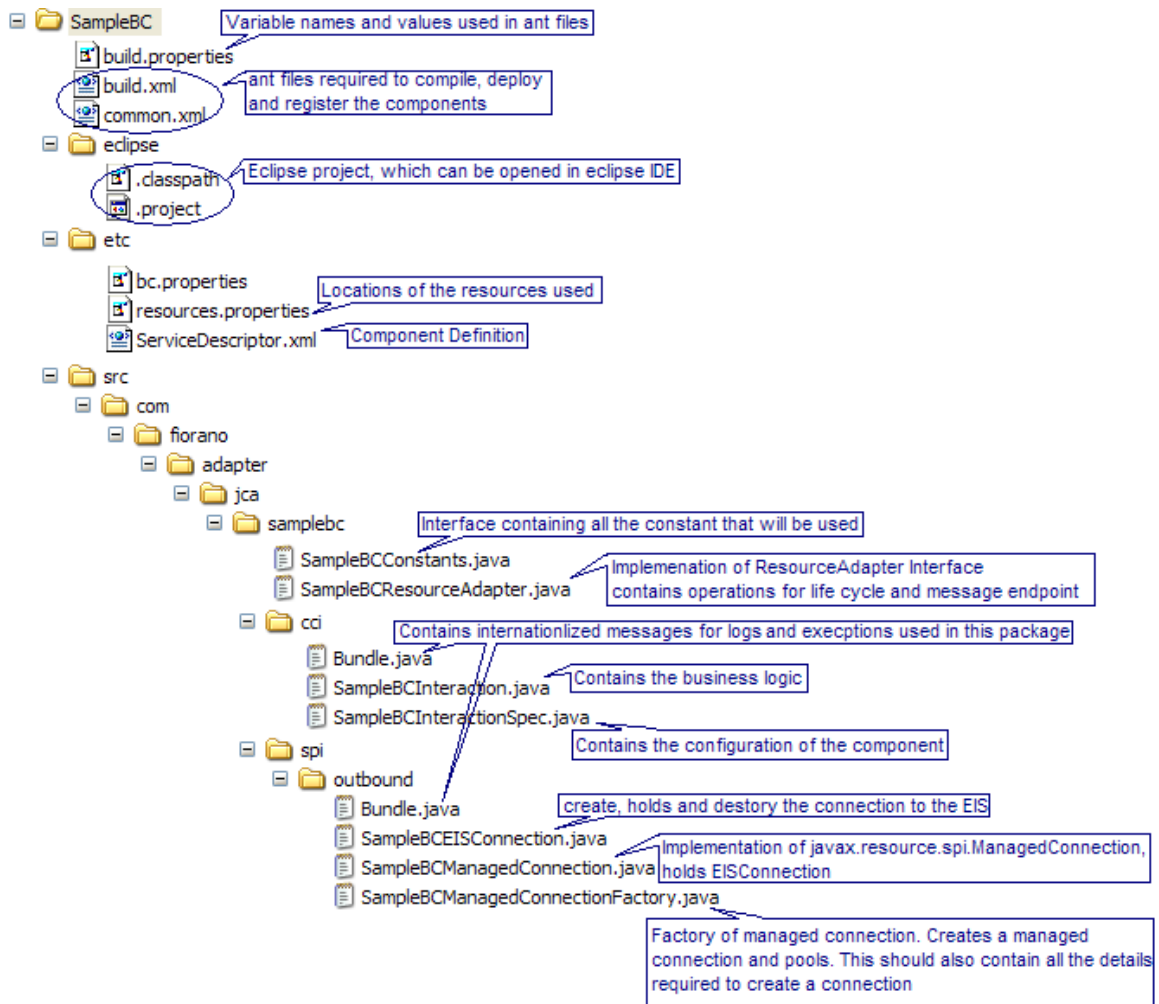 SampleBC
Variable names and values used in ant files
build.properties
build.xml
ant files required to compile, deploy
and register the components
common.xml
eclipse
.classpath
Eclipse project, which can be opened in eclipse IDE
.project
etc
bc.properties
Locations of the resources used
resources.properties
ServiceDescriptor.xml
Component Definition
src
com
fiorano
adapter
jca
samplebc
Interface containing all the constant that will be used
SampleBCConstants.java
SampleBCResourceAdapter.java
Implemenation of ResourceAdapter Interface
contains operations for life cycle and message endpoint
cci
Contains internationlized messages for logs and execptions used in this package
Bundle.java
SampleBCInteraction.java
Contains the business logic
SampleBCInteractionSpec.java
Contains the configuration of the component
spi
outbound
Bundle.java
create, holds and destory the connection to the EIS
SampleBCEISConnection.java
SampleBCManagedConnection.java
Implementation of javax.resource.spi.ManagedConnection,
holds EISConnection
SampleBCManagedConnectionFactory.java
Factory of managed connection. Creates a managed
connection and pools. This should also contain all the details
required to create a connection